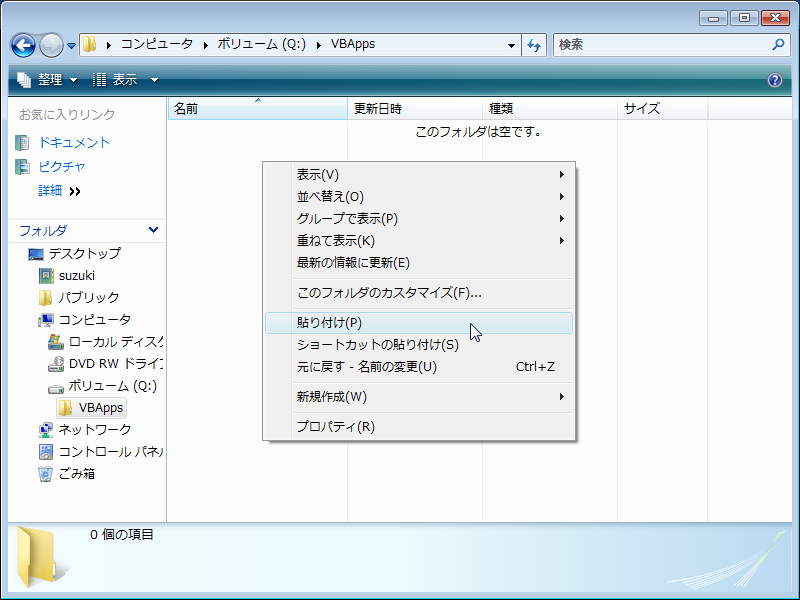 コンピュータ ▸ ボリューム (Q:) ▸ VBApps
検索
整理 表示
お気に入りリンク
ドキュメント
ピクチャ
詳細 »
フォルダ
デスクトップ
suzuki
パブリック
コンピュータ
ローカル ディスク
DVD RW ドライ
ボリューム (Q:)
VBApps
ネットワーク
コントロール パネル
ごみ箱
名前 更新日時 種類 サイズ
このフォルダは空です。
表示(V)
並べ替え(O)
グループで表示(P)
重ねて表示(K)
最新の情報に更新(E)
このフォルダのカスタマイズ(F)...
貼り付け(P)
ショートカットの貼り付け(S)
元に戻す - 名前の変更(U) Ctrl+Z
新規作成(W)
プロパティ(R)
0 個の項目